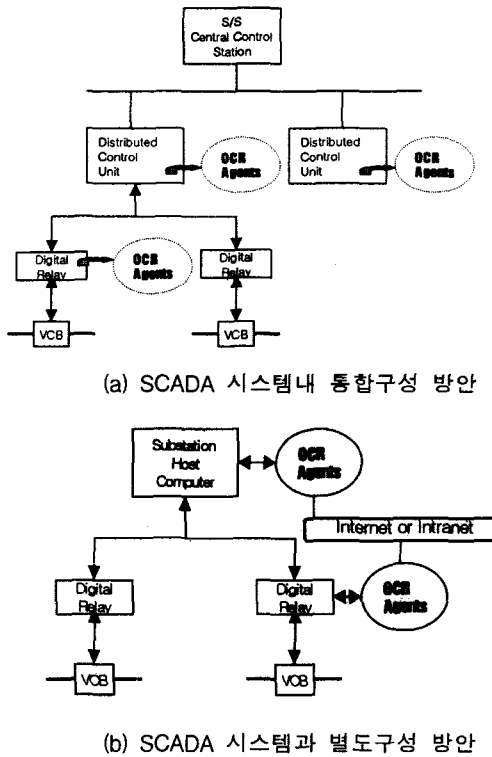 S/S
Central Control
Station
Distributed
Control
Unit
OCR
Agents
Distributed
Control
Unit
OCR
Agents
Digital
Relay
OCR
Agents
Digital
Relay
VCB
VCB
(a) SCADA 시스템내 통합구성 방안
Substation
Host
Computer
OCR
Agents
Internet or Intranet
Digital
Relay
Digital
Relay
OCR
Agents
VCB
VCB
(b) SCADA 시스템과 별도구성 방안